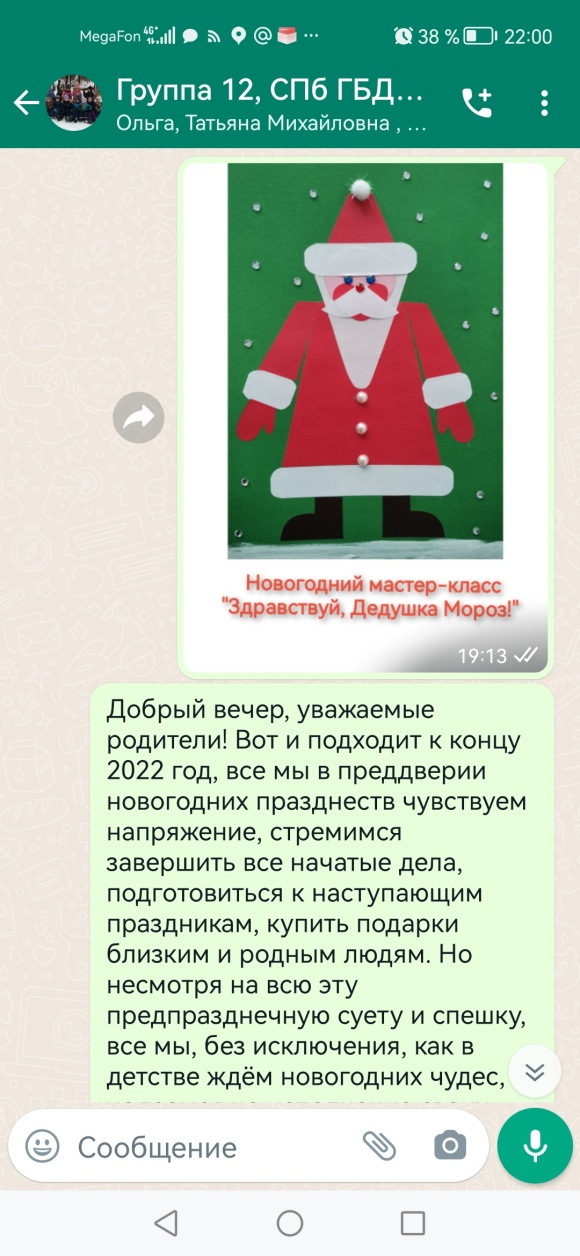 MegaFon 4G+ 38 % 22:00
Группа 12, СПб ГБД...
Ольга, Татьяна Михайловна , ...
Новогодний мастер-класс
"Здравствуй, Дедушка Мороз!"
19:13
Добрый вечер, уважаемые
родители! Вот и подходит к концу
2022 год, все мы в преддверии
новогодних празднеств чувствуем
напряжение, стремимся
завершить все начатые дела,
подготовиться к наступающим
праздникам, купить подарки
близким и родным людям. Но
несмотря на всю эту
предпраздничную суету и спешку,
все мы, без исключения, как в
детстве ждём новогодних чудес,
Сообщение